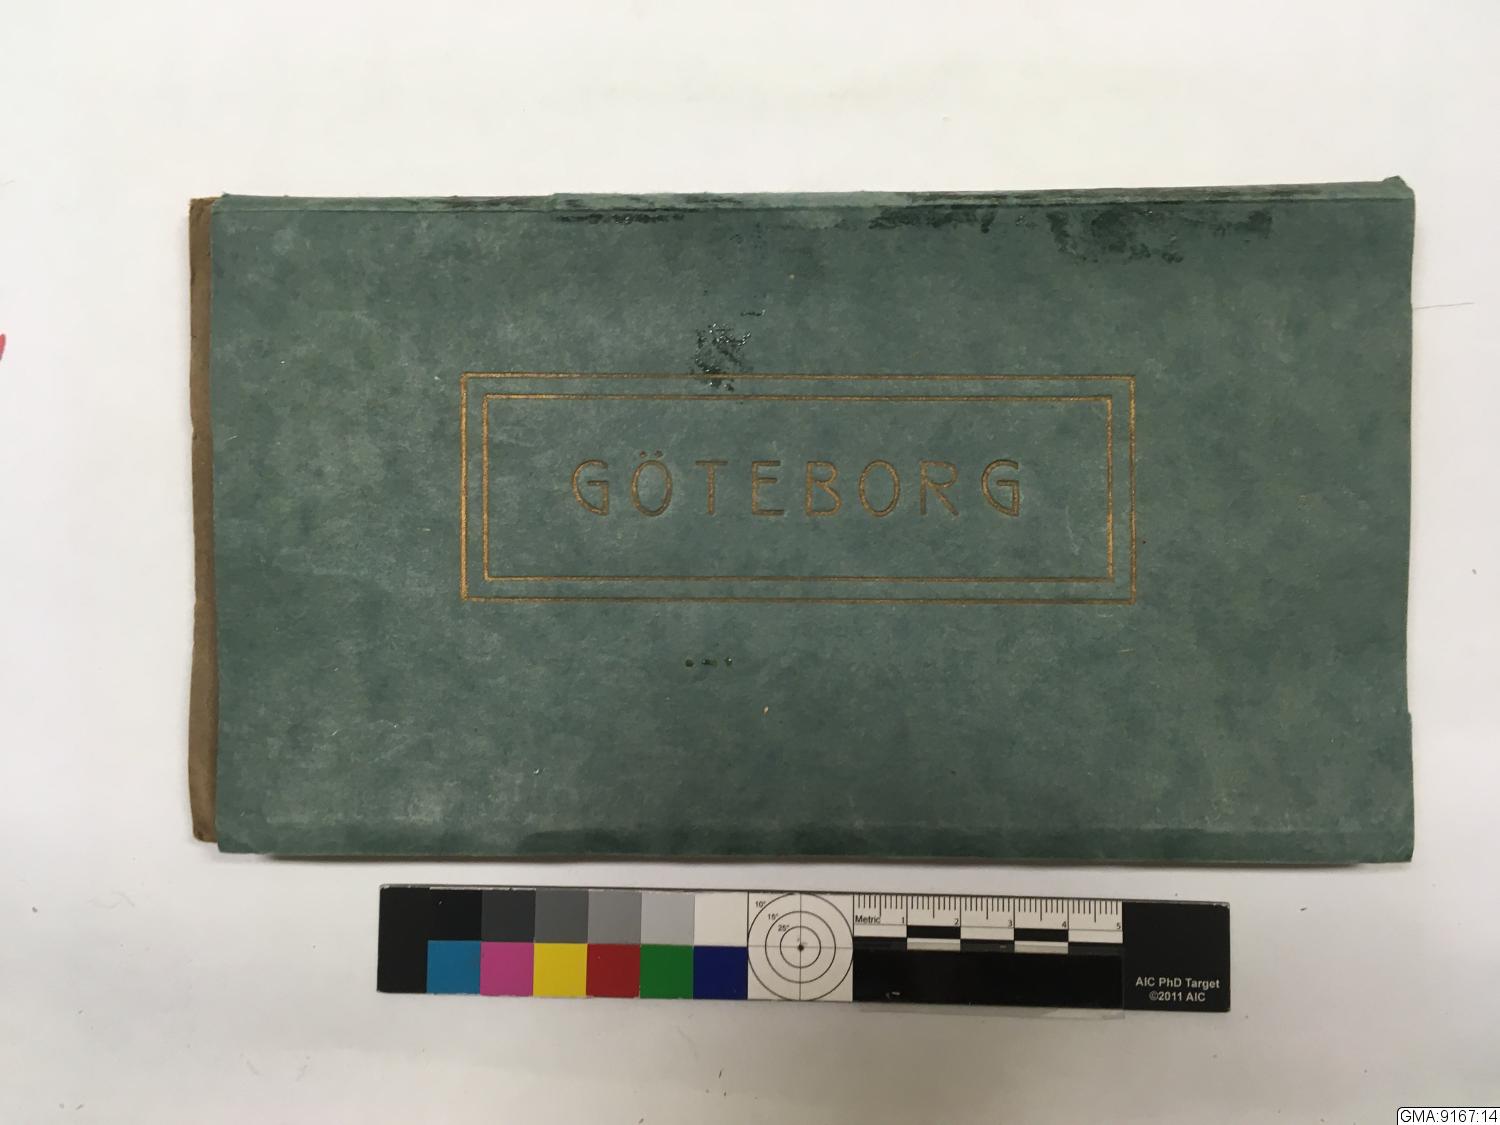 GÖTEBORG
10°
15°
25°
Metric 1 2 3 4 5
AIC PhD Target
©2011 AIC
GMA:9167:14